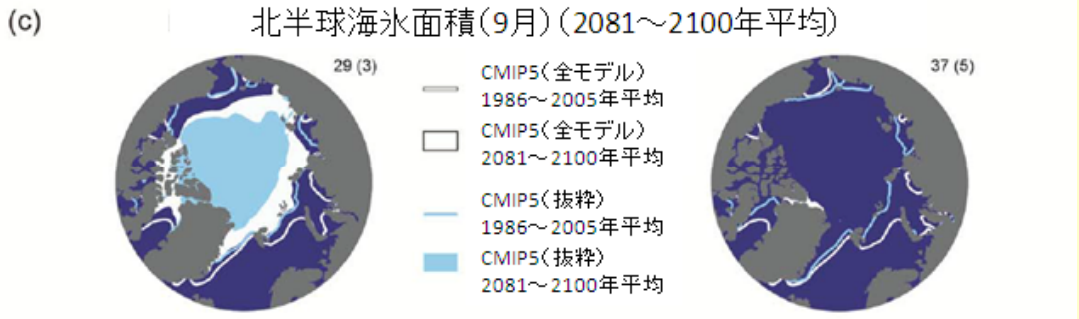 (c)
北半球海氷面積(9月)(2081～2100年平均)
29 (3)
CMIP5(全モデル)
1986～2005年平均
CMIP5(全モデル)
2081～2100年平均
CMIP5(抜粋)
1986～2005年平均
CMIP5(抜粋)
2081～2100年平均
37 (5)